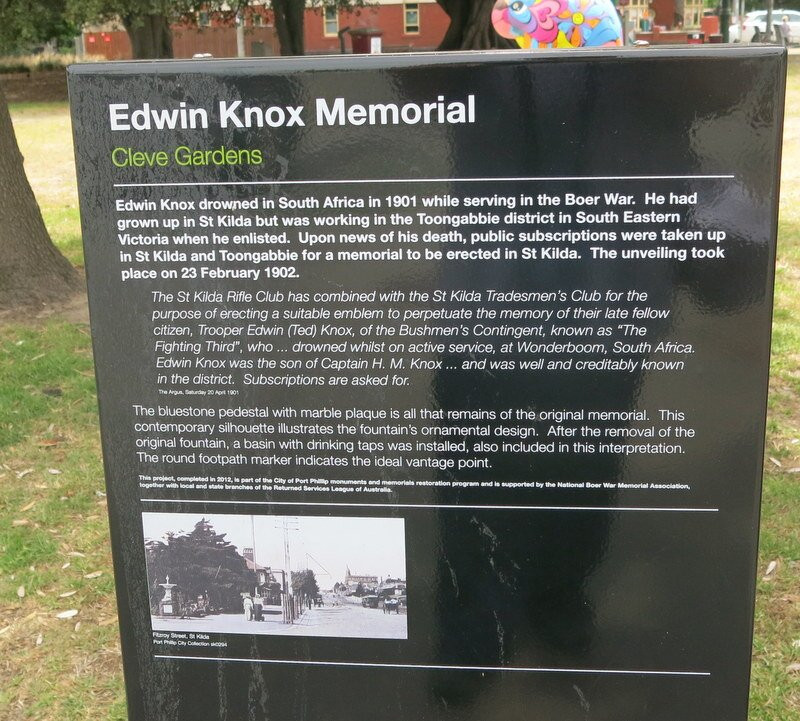 Edwin Knox Memorial
Cleve Gardens
Edwin Knox drowned in South Africa in 1901 while serving in the Boer War. He had
grown up in St Kilda but was working in the Toongabbie district in South Eastern
Victoria when he enlisted. Upon news of his death, public subscriptions were taken up
in St Kilda and Toongabbie for a memorial to be erected in St Kilda. The unveiling took
place on 23 February 1902.
The St Kilda Rifle Club has combined with the St Kilda Tradesmen's Club for the
purpose of erecting a suitable emblem to perpetuate the memory of their late fellow
citizen, Trooper Edwin (Ted) Knox, of the Bushmen's Contingent, known as "The
Fighting Third", who ... drowned whilst on active service, at Wonderboom, South Africa.
Edwin Knox was the son of Captain H. M. Knox ... and was well and creditably known
in the district. Subscriptions are asked for.
The Argus, Saturday 20 April 1901
The bluestone pedestal with marble plaque is all that remains of the original memorial. This
contemporary silhouette illustrates the fountain's ornamental design. After the removal of the
original fountain, a basin with drinking taps was installed, also included in this interpretation.
The round footpath marker indicates the ideal vantage point.
This project, completed in 2012, is part of the City of Port Phillip monuments and memorials restoration program and is supported by the National Boer War Memorial Association,
together with local and state branches of the Returned Services League of Australia.
Fitzroy Street, St Kilda
Port Phillip City Collection sk0294